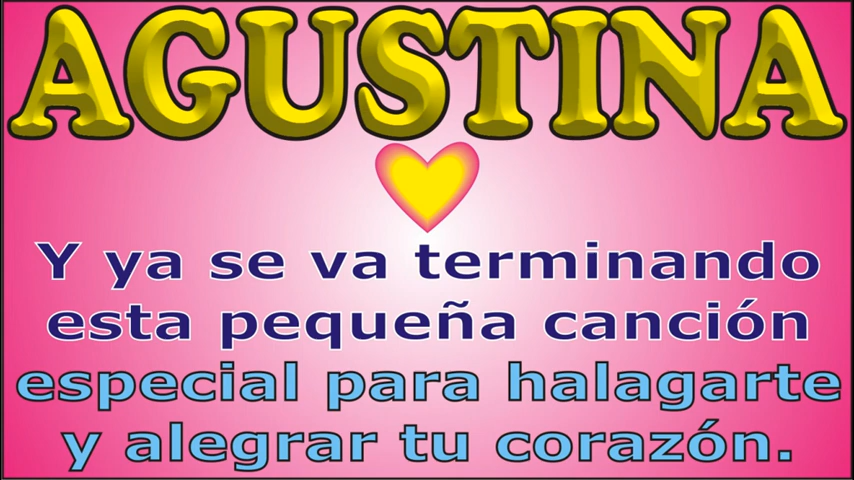 AGUSTINA
Y ya se va terminando
esta pequeña canción
especial para halagarte
y alegrar tu corazón.